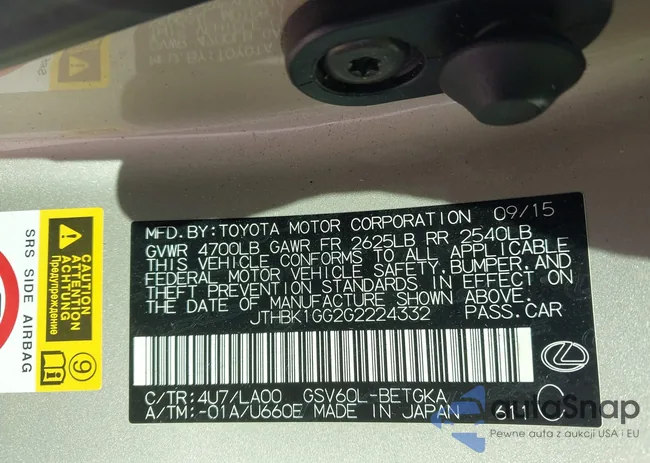 MFD.BY:TOYOTA MOTOR CORPORATION 09/15
GVWR 4700LB GAWR FR 2625LB RR 2540LB
THIS VEHICLE CONFORMS TO ALL APPLICABLE
FEDERAL MOTOR VEHICLE SAFETY, BUMPER, AND
THEFT PREVENTION STANDARDS IN EFFECT ON
THE DATE OF MANUFACTURE SHOWN ABOVE.
JTHBK1GG2G2224332 PASS.CAR
C/TR:4U7/LA00 GSV60L-BETGKA
A/TM:-01A/U660E MADE IN JAPAN 611
SRS SIDE AIRBAG
CAUTION
ATTENTION
ACHTUNG
Предупреждение
9
autoSnap
Pewne auta z aukcji USA i EU